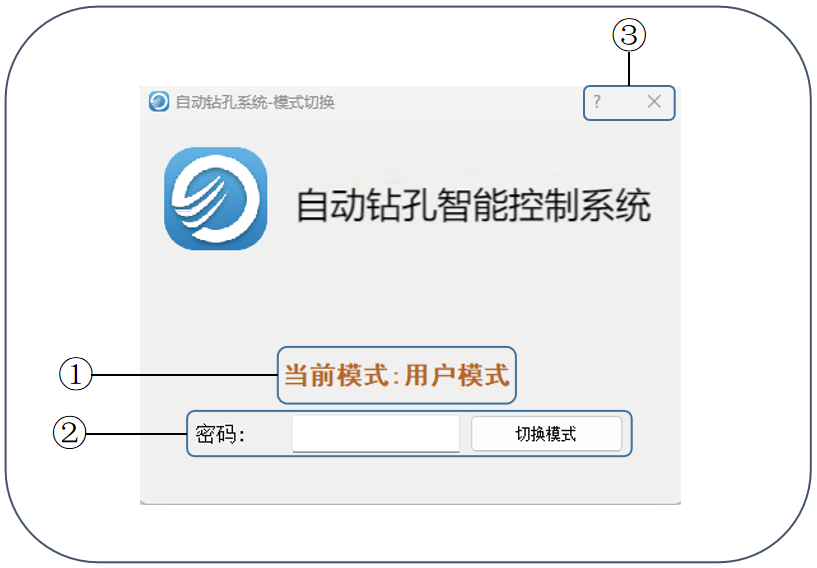 ③
自动钻孔系统-模式切换 ? ×
自动钻孔智能控制系统
① 当前模式:用户模式
② 密码: 切换模式